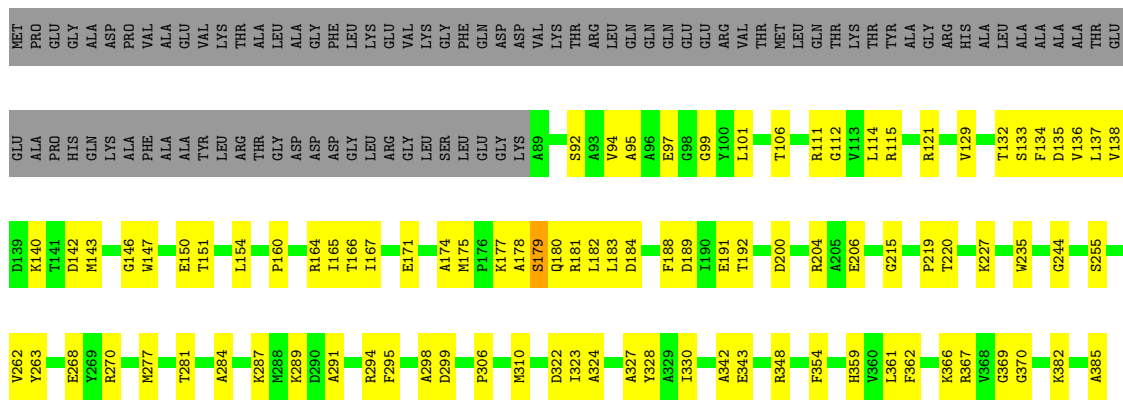 MET PRO GLU GLY ALA ASP PRO VAL ALA GLU VAL LYS THR ALA LEU ALA GLY PHE LEU LYS GLU VAL LYS GLY PHE GLN ASP ASP VAL LYS THR ARG LEU GLN GLN GLN GLU GLU ARG VAL THR MET LEU GLN THR LYS THR TYR ALA GLY ARG HIS ALA ALA LEU ALA ALA ALA ALA ALA THR GLU
GLU ALA PRO HIS GLN LYS ALA PHE ALA ALA TYR LEU ARG THR GLY ASP ASP ASP GLY LEU ARG GLY LEU SER LEU GLU GLY LYS A89 S92 A93 V94 A95 A96 E97 G98 G99 Y100 L101 T106 R111 G112 V113 L114 R115 R121 V129 T132 S133 F134 D135 V136 L137 V138
D139 K140 T141 D142 M143 G146 W147 E150 T151 L154 P160 R164 I165 T166 I167 E171 A174 M175 P176 K177 A178 S179 Q180 R181 L182 L183 D184 F188 D189 I190 E191 T192 D200 R204 A205 E206 G215 P219 T220 K227 W235 G244 S255
V262 Y263 E268 Y269 R270 M277 T281 A284 K287 M288 K289 D290 A291 R294 F295 A298 D299 P306 M310 D322 I323 A324 A327 Y328 A329 I330 A342 E343 R348 F354 H359 V360 L361 F362 K366 R367 V368 G369 G370 K382 A385